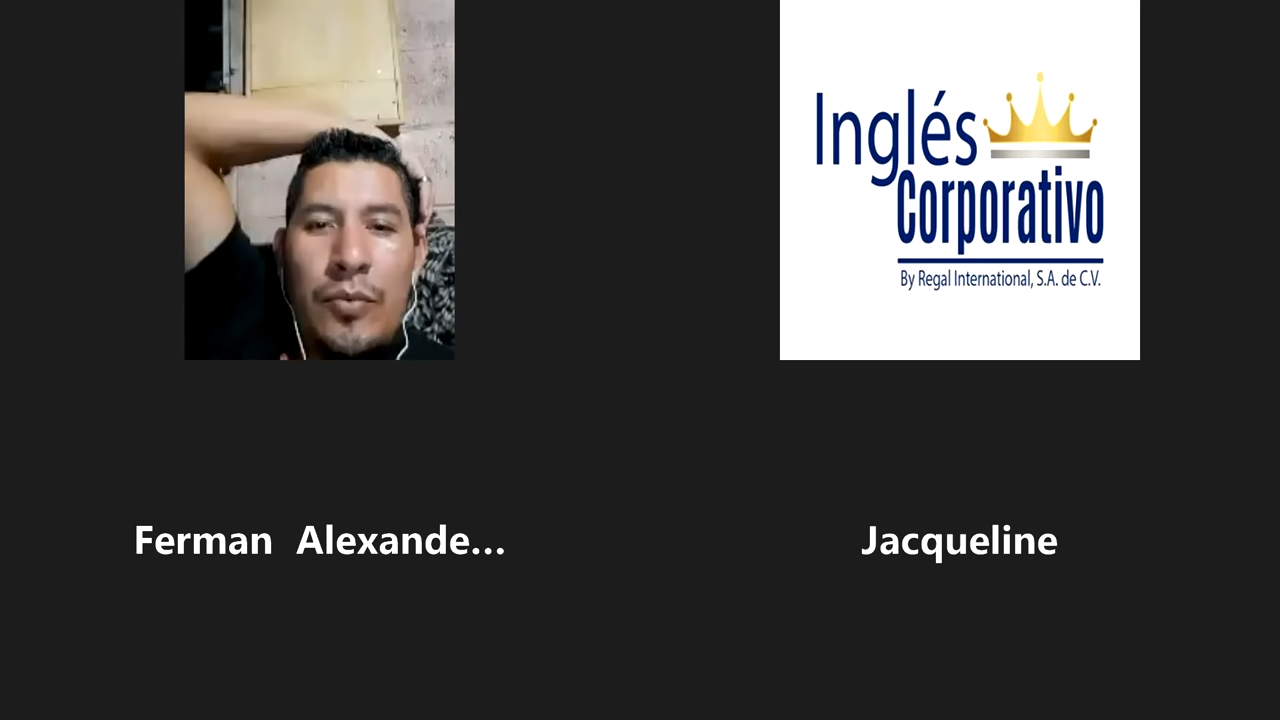 Inglés
Corporativo
By Regal International, S.A. de C.V.
Ferman Alexande...
Jacqueline